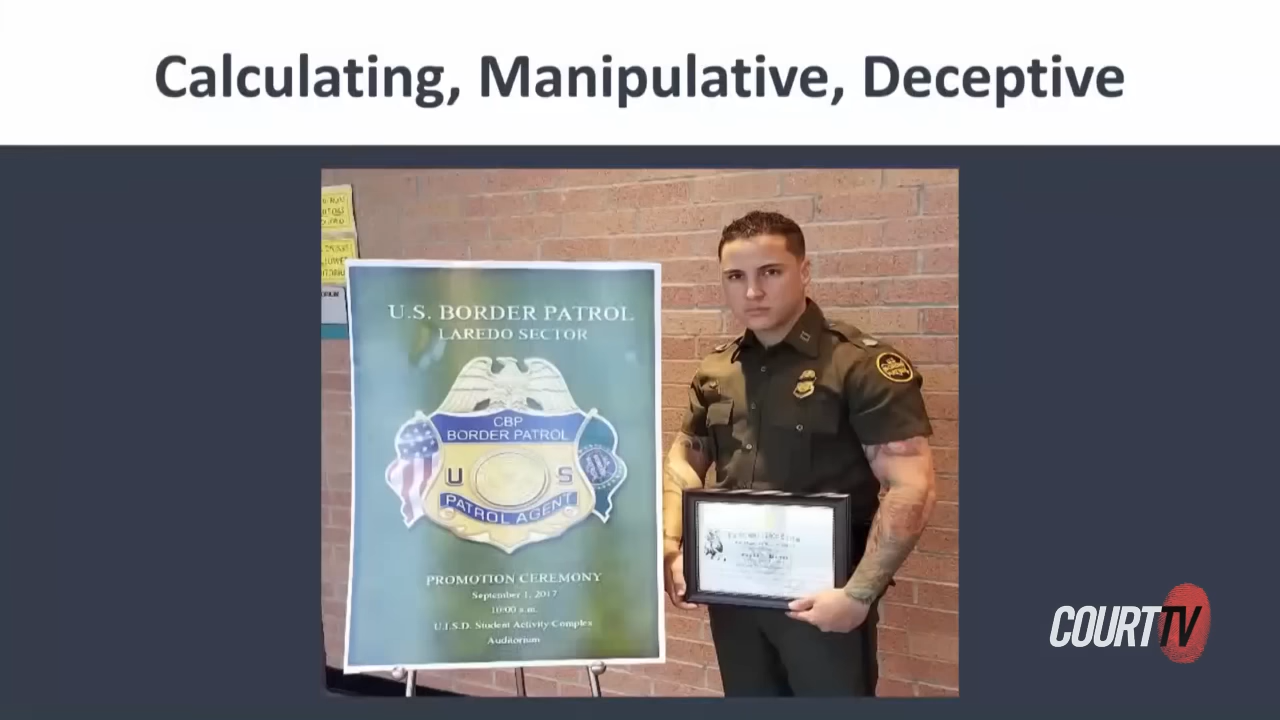 Calculating, Manipulative, Deceptive
U.S. BORDER PATROL
LAREDO SECTOR
CBP
BORDER PATROL
U S
PATROL AGENT
PROMOTION CEREMONY
September 1, 2017
10:00 a.m.
U.I.S.D. Student Activity Complex
Auditorium
COURT TV